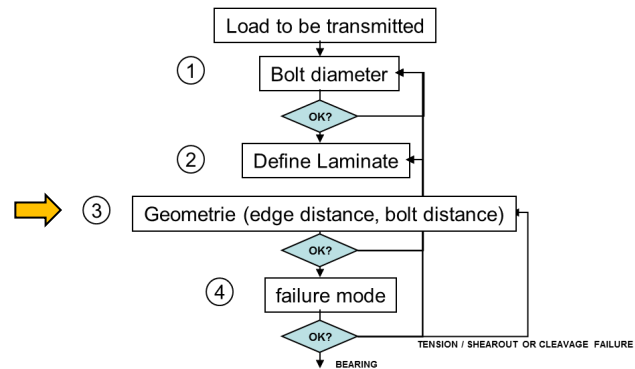 Load to be transmitted
1
Bolt diameter
OK?
2
Define Laminate
3
Geometrie (edge distance, bolt distance)
OK?
4
failure mode
OK?
TENSION / SHEAROUT OR CLEAVAGE FAILURE
BEARING